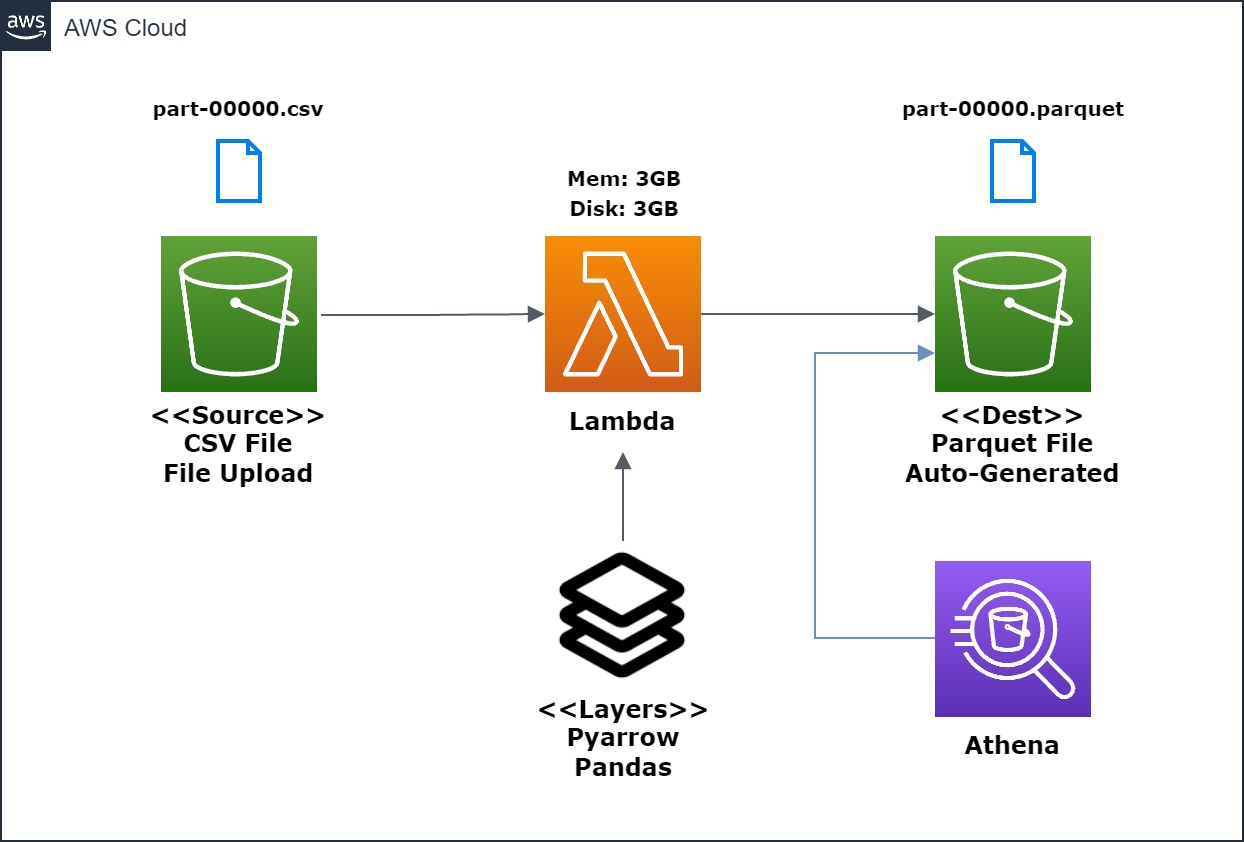 aws
AWS Cloud
part-00000.csv
part-00000.parquet
Mem: 3GB
Disk: 3GB
<<Source>>
CSV File
File Upload
Lambda
<<Dest>>
Parquet File
Auto-Generated
<<Layers>>
Pyarrow
Pandas
Athena